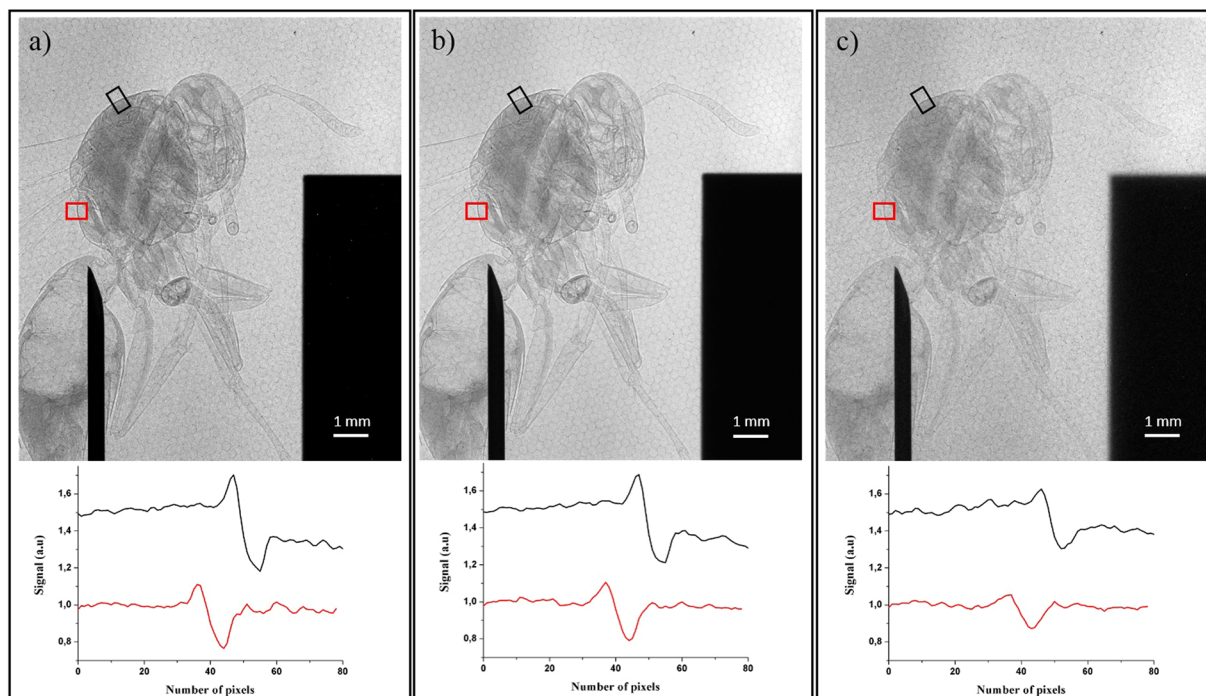 a)
1 mm
1,6
1,4
1,2
1,0
0,8
Signal (a.u)
0 20 40 60 80
Number of pixels
b)
1 mm
1,6
1,4
1,2
1,0
0,8
Signal (a.u)
0 20 40 60 80
Number of pixels
c)
1 mm
1,6
1,4
1,2
1,0
0,8
Signal (a.u)
0 20 40 60 80
Number of pixels